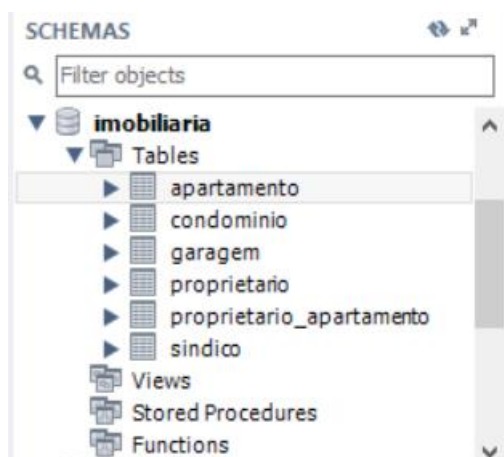 SCHEMAS
Filter objects
imobiliaria
Tables
apartamento
condominio
garagem
proprietario
proprietario_apartamento
sindico
Views
Stored Procedures
Functions